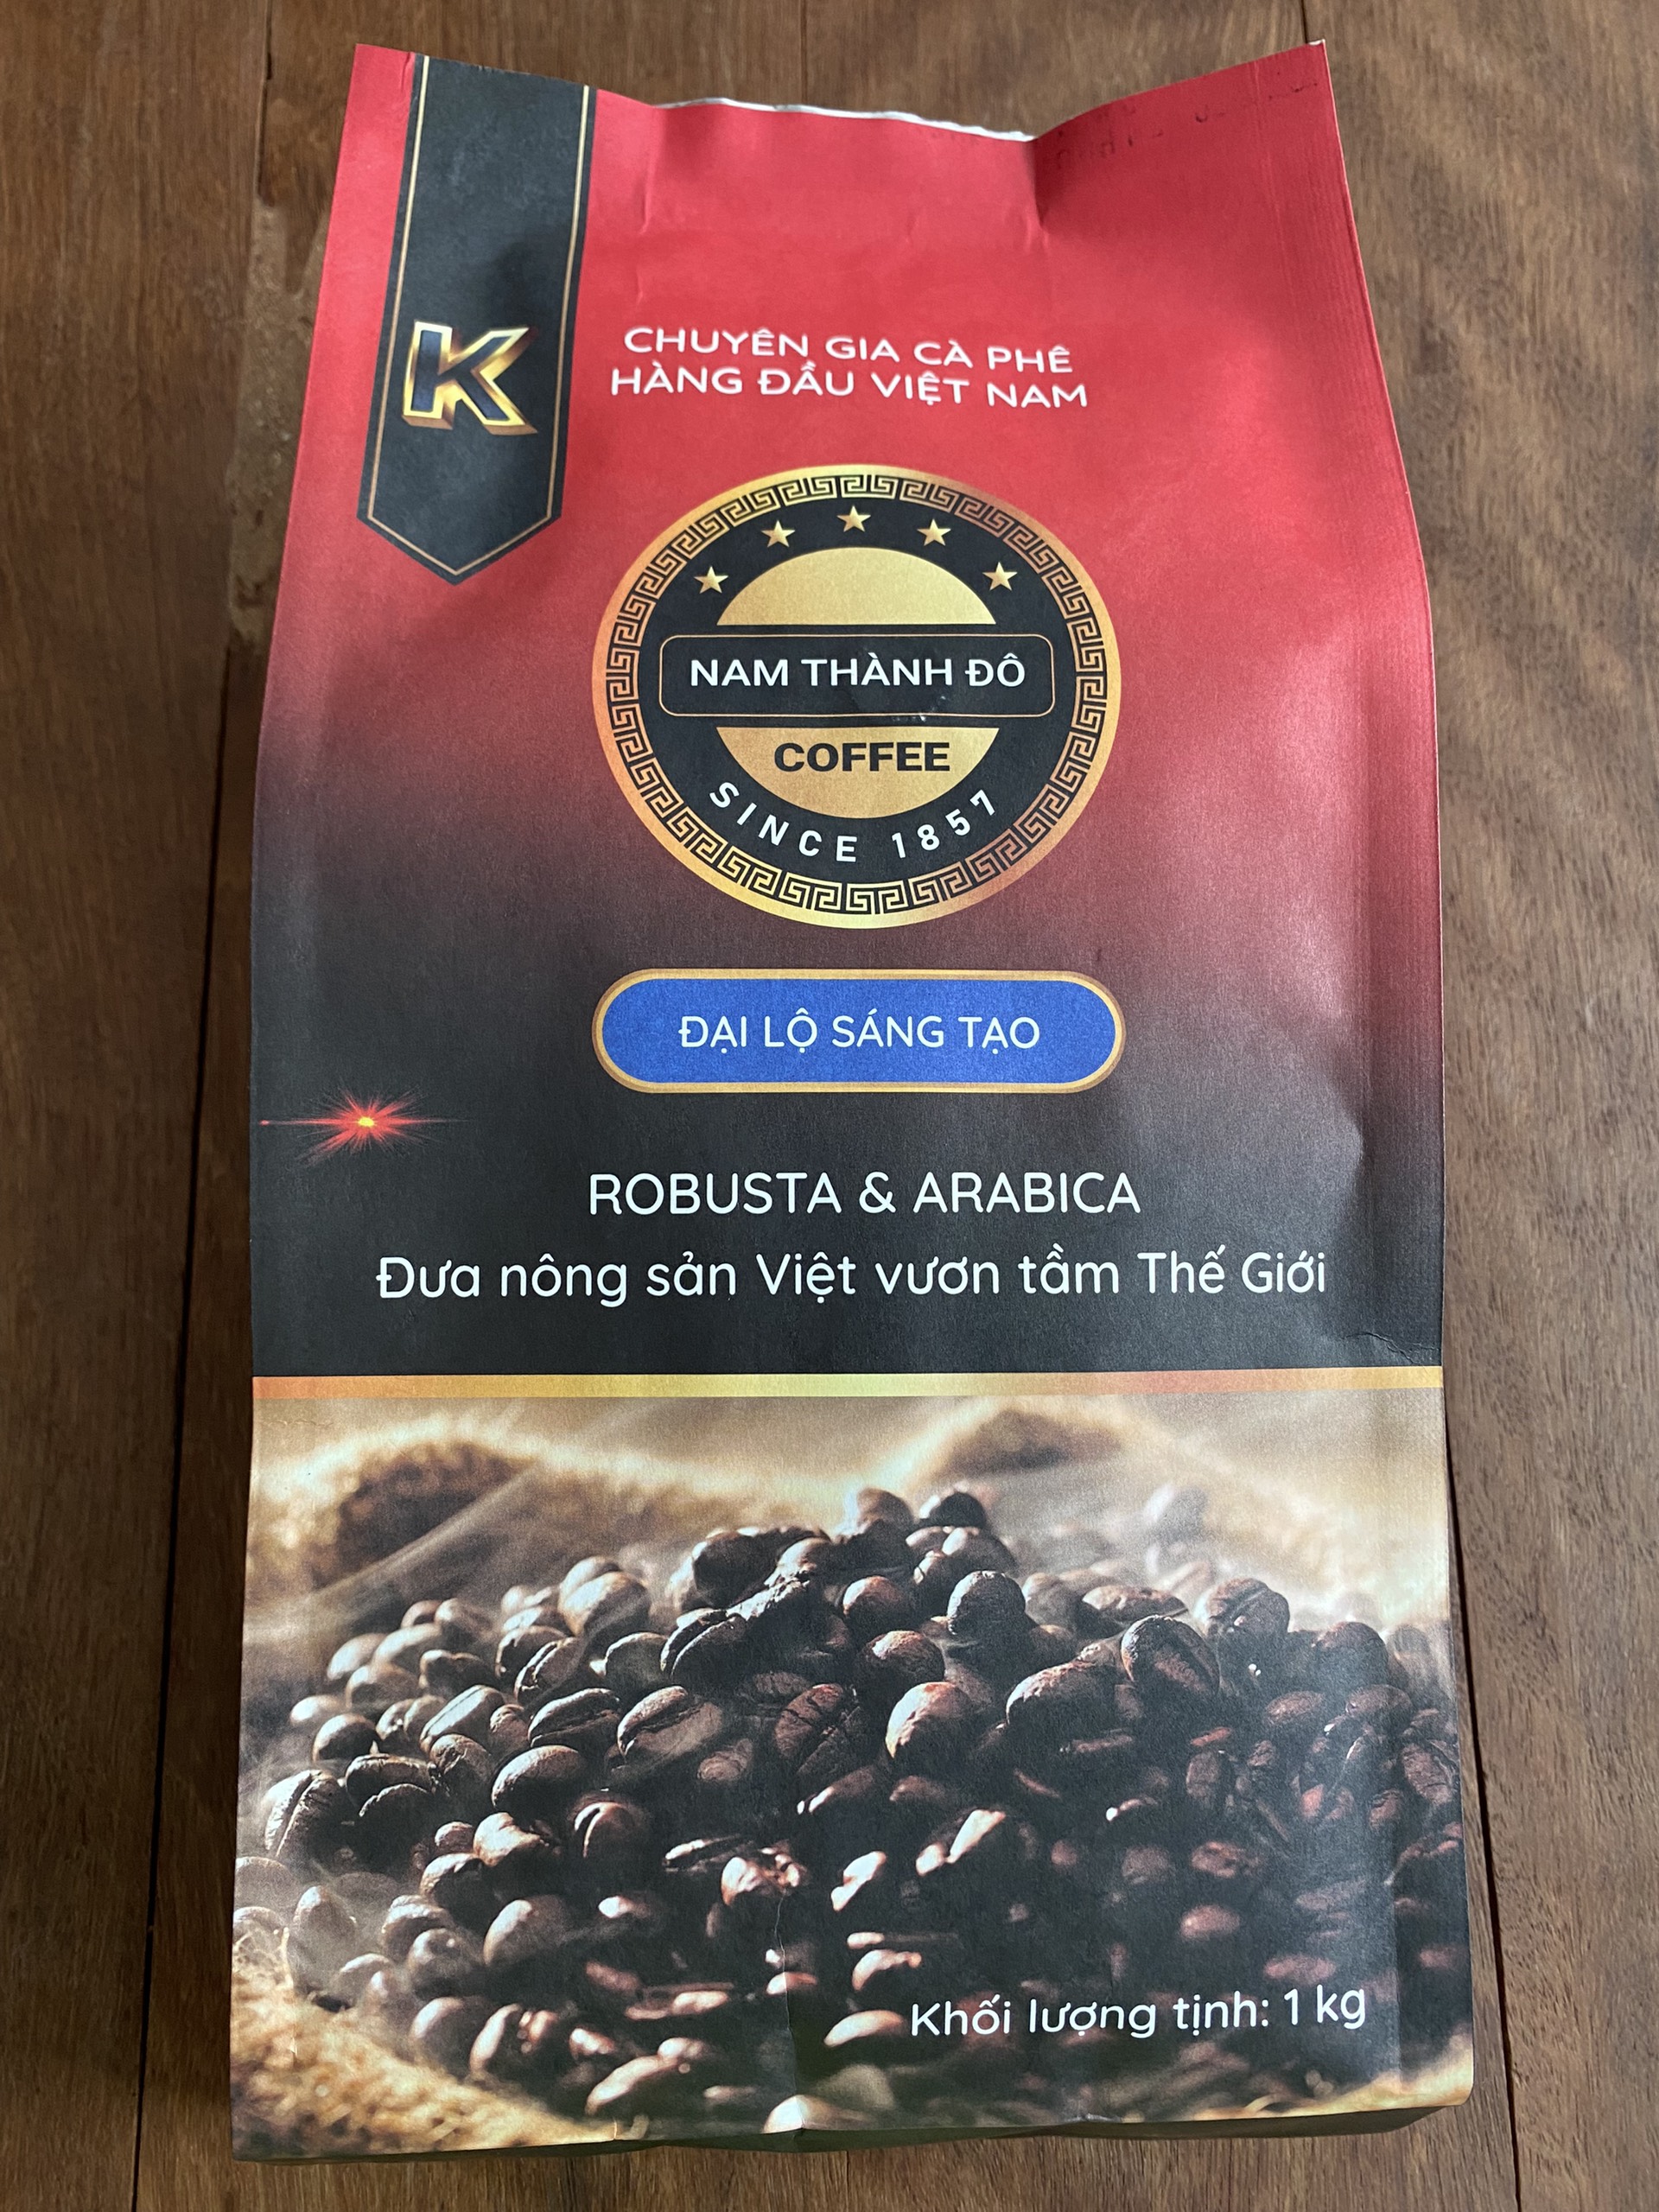 K
CHUYÊN GIA CÀ PHÊ
HÀNG ĐẦU VIỆT NAM
NAM THÀNH ĐÔ
COFFEE
SINCE 1857
ĐẠI LỘ SÁNG TẠO
ROBUSTA & ARABICA
Đưa nông sản Việt vươn tầm Thế Giới
Khối lượng tịnh: 1 kg